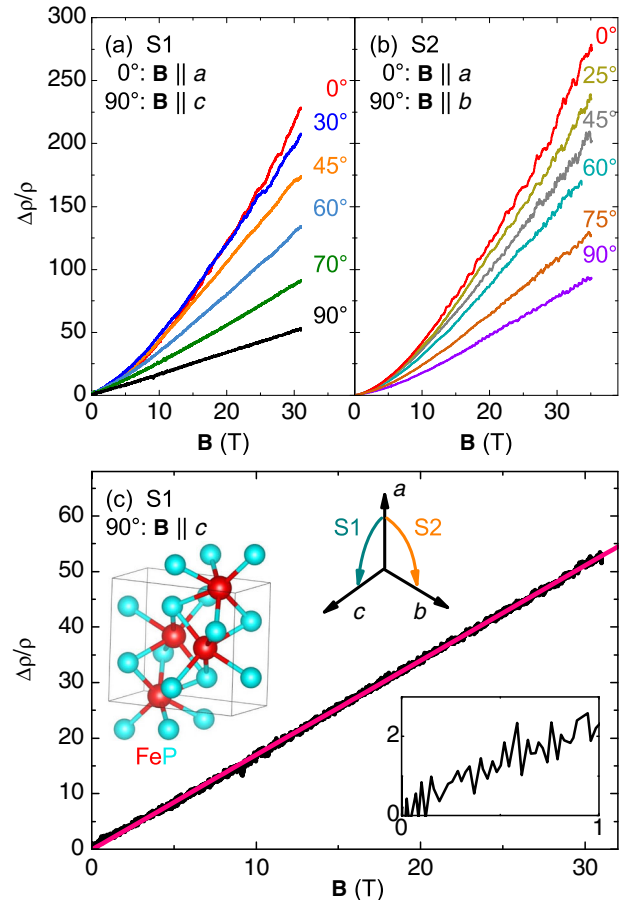 (a) S1
0°: B || a
90°: B || c
0°
30°
45°
60°
70°
90°
300
250
200
150
100
50
0
Δρ/ρ
0 10 20 30
B (T)
(b) S2
0°: B || a
90°: B || b
0°
25°
45°
60°
75°
90°
0 10 20 30
B (T)
(c) S1
90°: B || c
a
S1 S2
c b
FeP
60
50
40
30
20
10
0
Δρ/ρ
2
0
0 1
0 10 20 30
B (T)